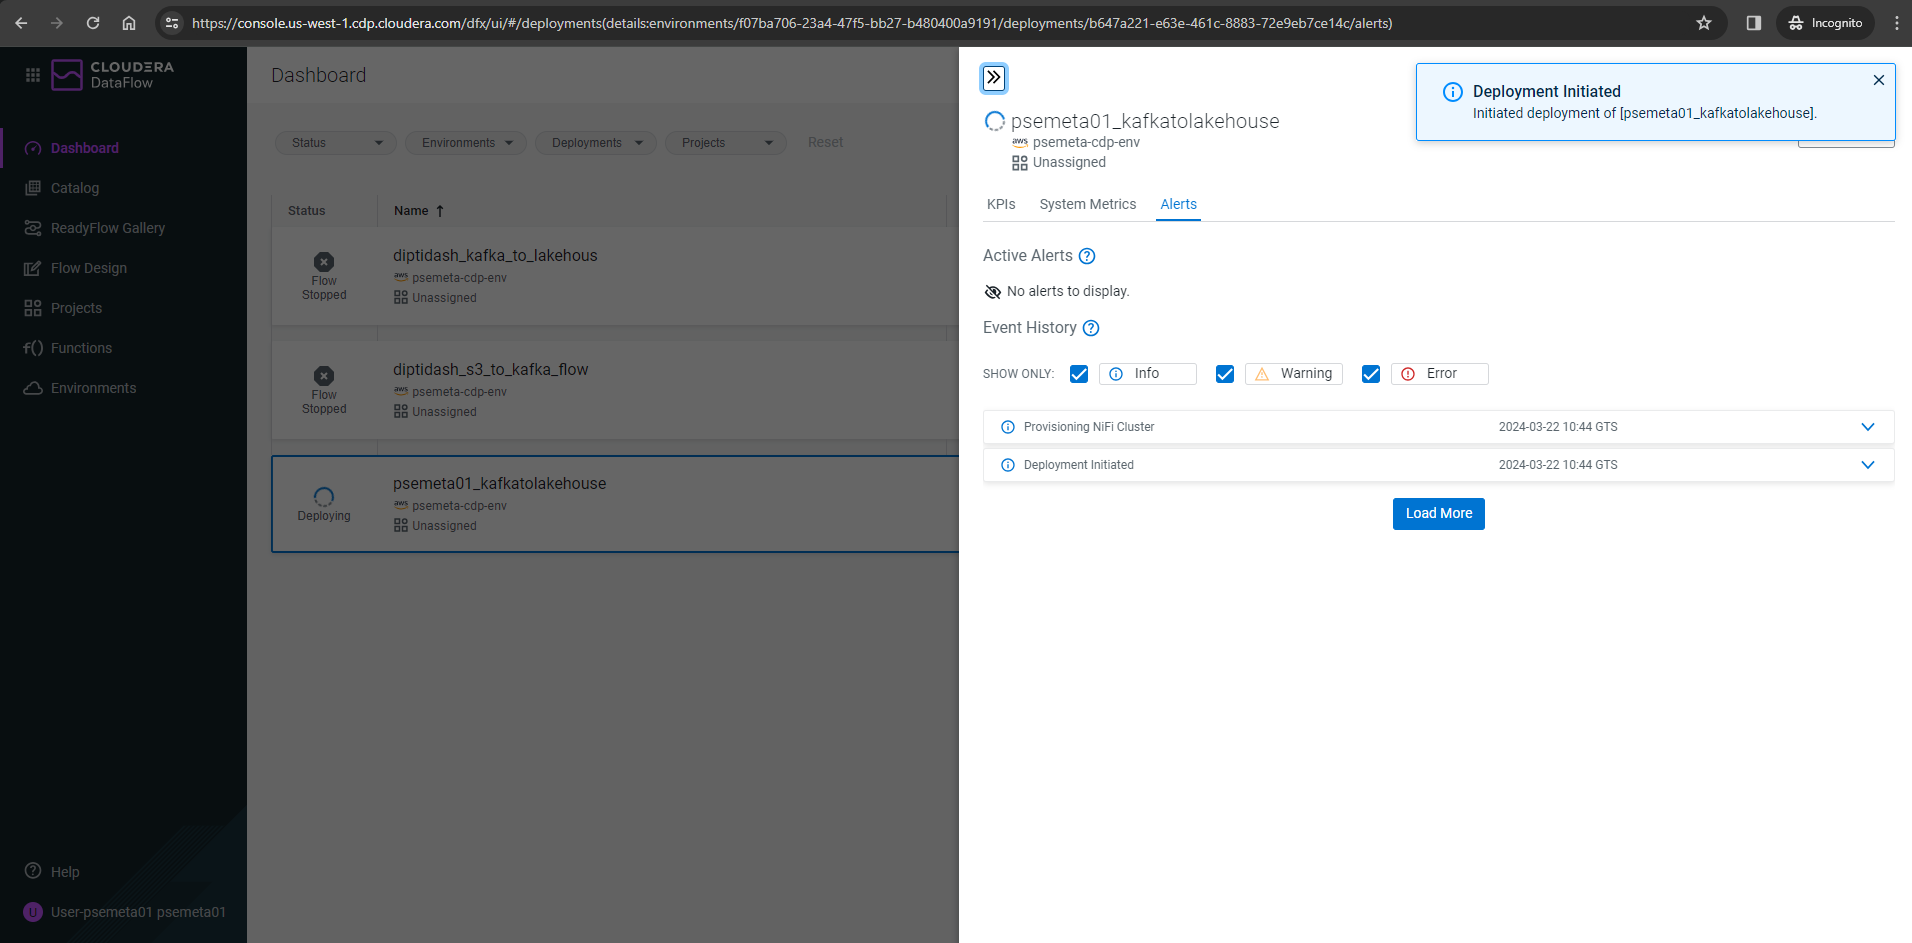 https://console.us-west-1.cdp.cloudera.com/dfx/ui/#/deployments(details:environments/f07ba706-23a4-47f5-bb27-b480400a9191/deployments/b647a221-e63e-461c-8883-72e9eb7ce14c/alerts)
Incognito
CLOUDERA
DataFlow
Dashboard
Catalog
ReadyFlow Gallery
Flow Design
Projects
Functions
Environments
Help
U
User-psemeta01 psemeta01
Dashboard
Status
Environments
Deployments
Projects
Reset
Status
Name
Flow
Stopped
diptidash_kafka_to_lakehous
aws psemeta-cdp-env
Unassigned
Flow
Stopped
diptidash_s3_to_kafka_flow
aws psemeta-cdp-env
Unassigned
Deploying
psemeta01_kafkatolakehouse
aws psemeta-cdp-env
Unassigned
psemeta01_kafkatolakehouse
aws psemeta-cdp-env
Unassigned
Deployment Initiated
Initiated deployment of [psemeta01_kafkatolakehouse].
KPIs
System Metrics
Alerts
Active Alerts
No alerts to display.
Event History
SHOW ONLY:
Info
Warning
Error
Provisioning NiFi Cluster
2024-03-22 10:44 GTS
Deployment Initiated
2024-03-22 10:44 GTS
Load More